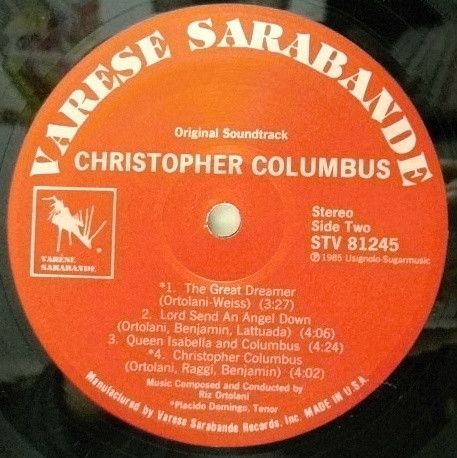 VARESE SARABANDE
Original Soundtrack
CHRISTOPHER COLUMBUS
VARÈSE
SARABANDE
Stereo
Side Two
STV 81245
Ⓟ 1985 Usignolo-Sugarmusic
*1. The Great Dreamer
(Ortolani-Weiss) (3:27)
2. Lord Send An Angel Down
(Ortolani, Benjamin, Lattuada) (4:06)
3. Queen Isabella and Columbus (4:24)
*4. Christopher Columbus
(Ortolani, Raggi, Benjamin) (4:02)
Music Composed and Conducted by
Riz Ortolani
*Placido Domingo, Tenor
Manufactured by Varese Sarabande Records, Inc. MADE IN U.S.A.